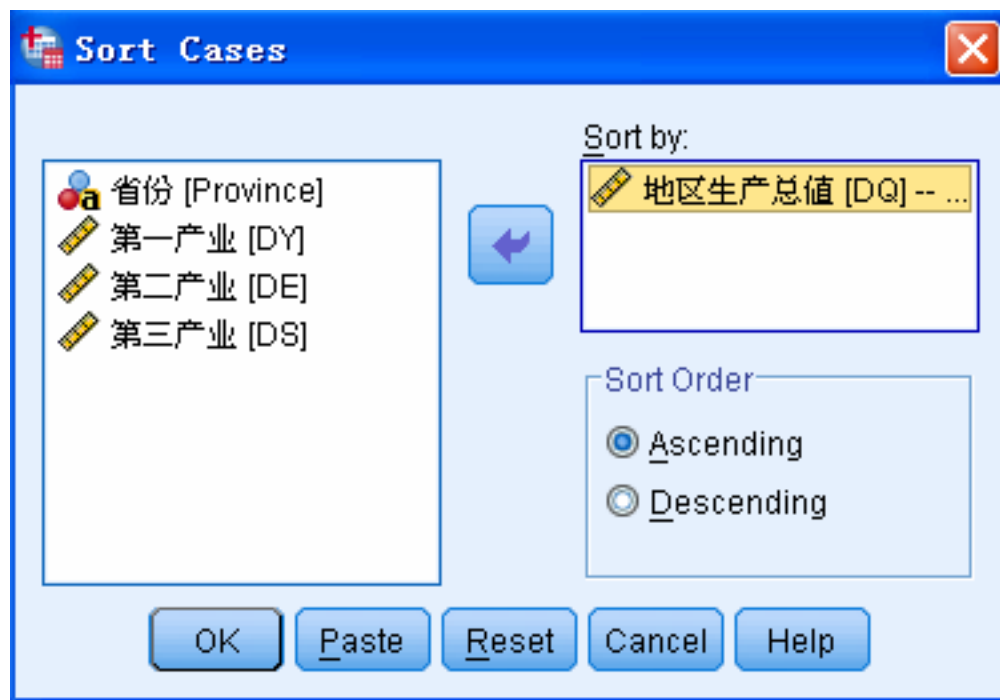 Sort Cases
省份 [Province]
第一产业 [DY]
第二产业 [DE]
第三产业 [DS]
Sort by:
地区生产总值 [DQ] -- ...
Sort Order
Ascending
Descending
OK Paste Reset Cancel Help